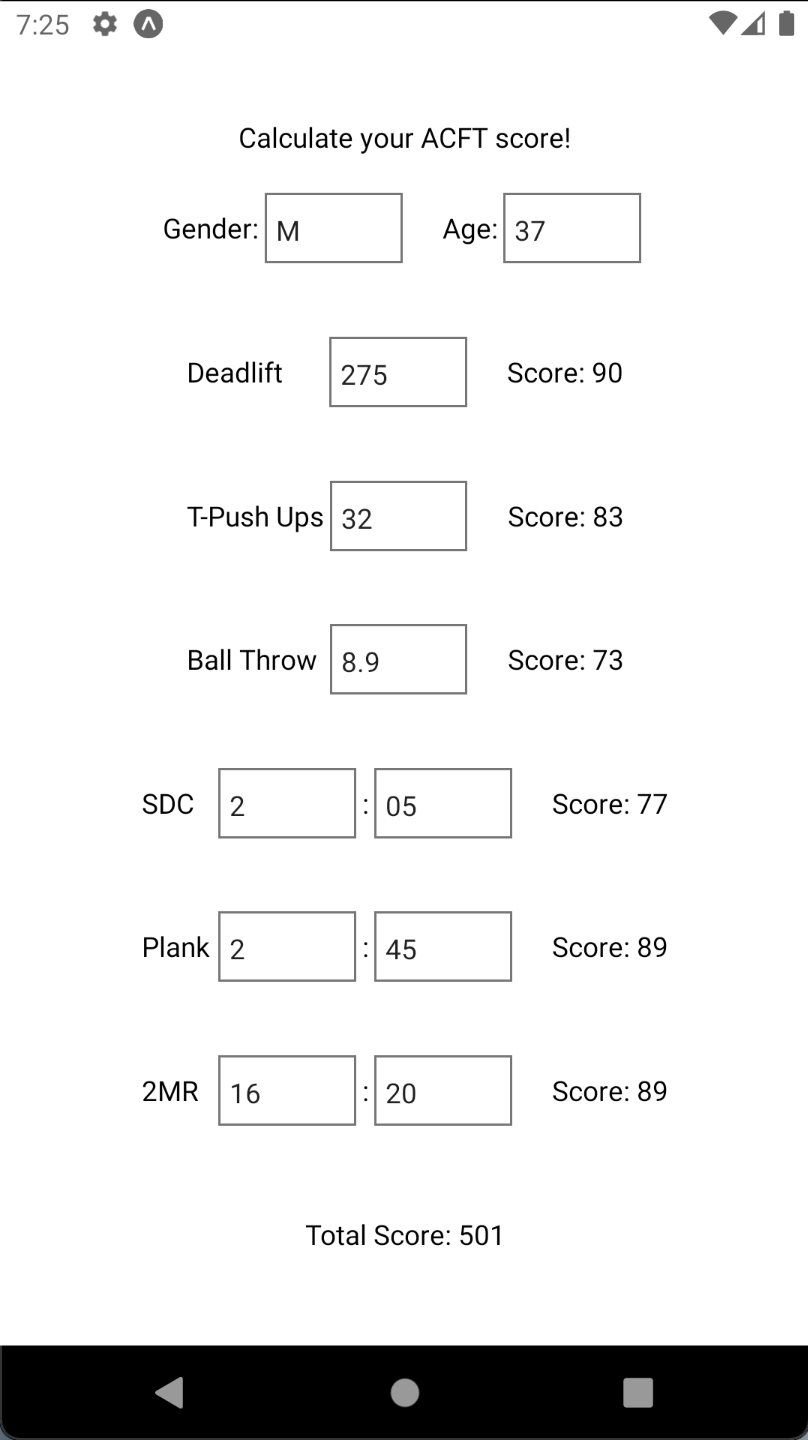 7:25
Calculate your ACFT score!
Gender: M Age: 37
Deadlift 275 Score: 90
T-Push Ups 32 Score: 83
Ball Throw 8.9 Score: 73
SDC 2 : 05 Score: 77
Plank 2 : 45 Score: 89
2MR 16 : 20 Score: 89
Total Score: 501